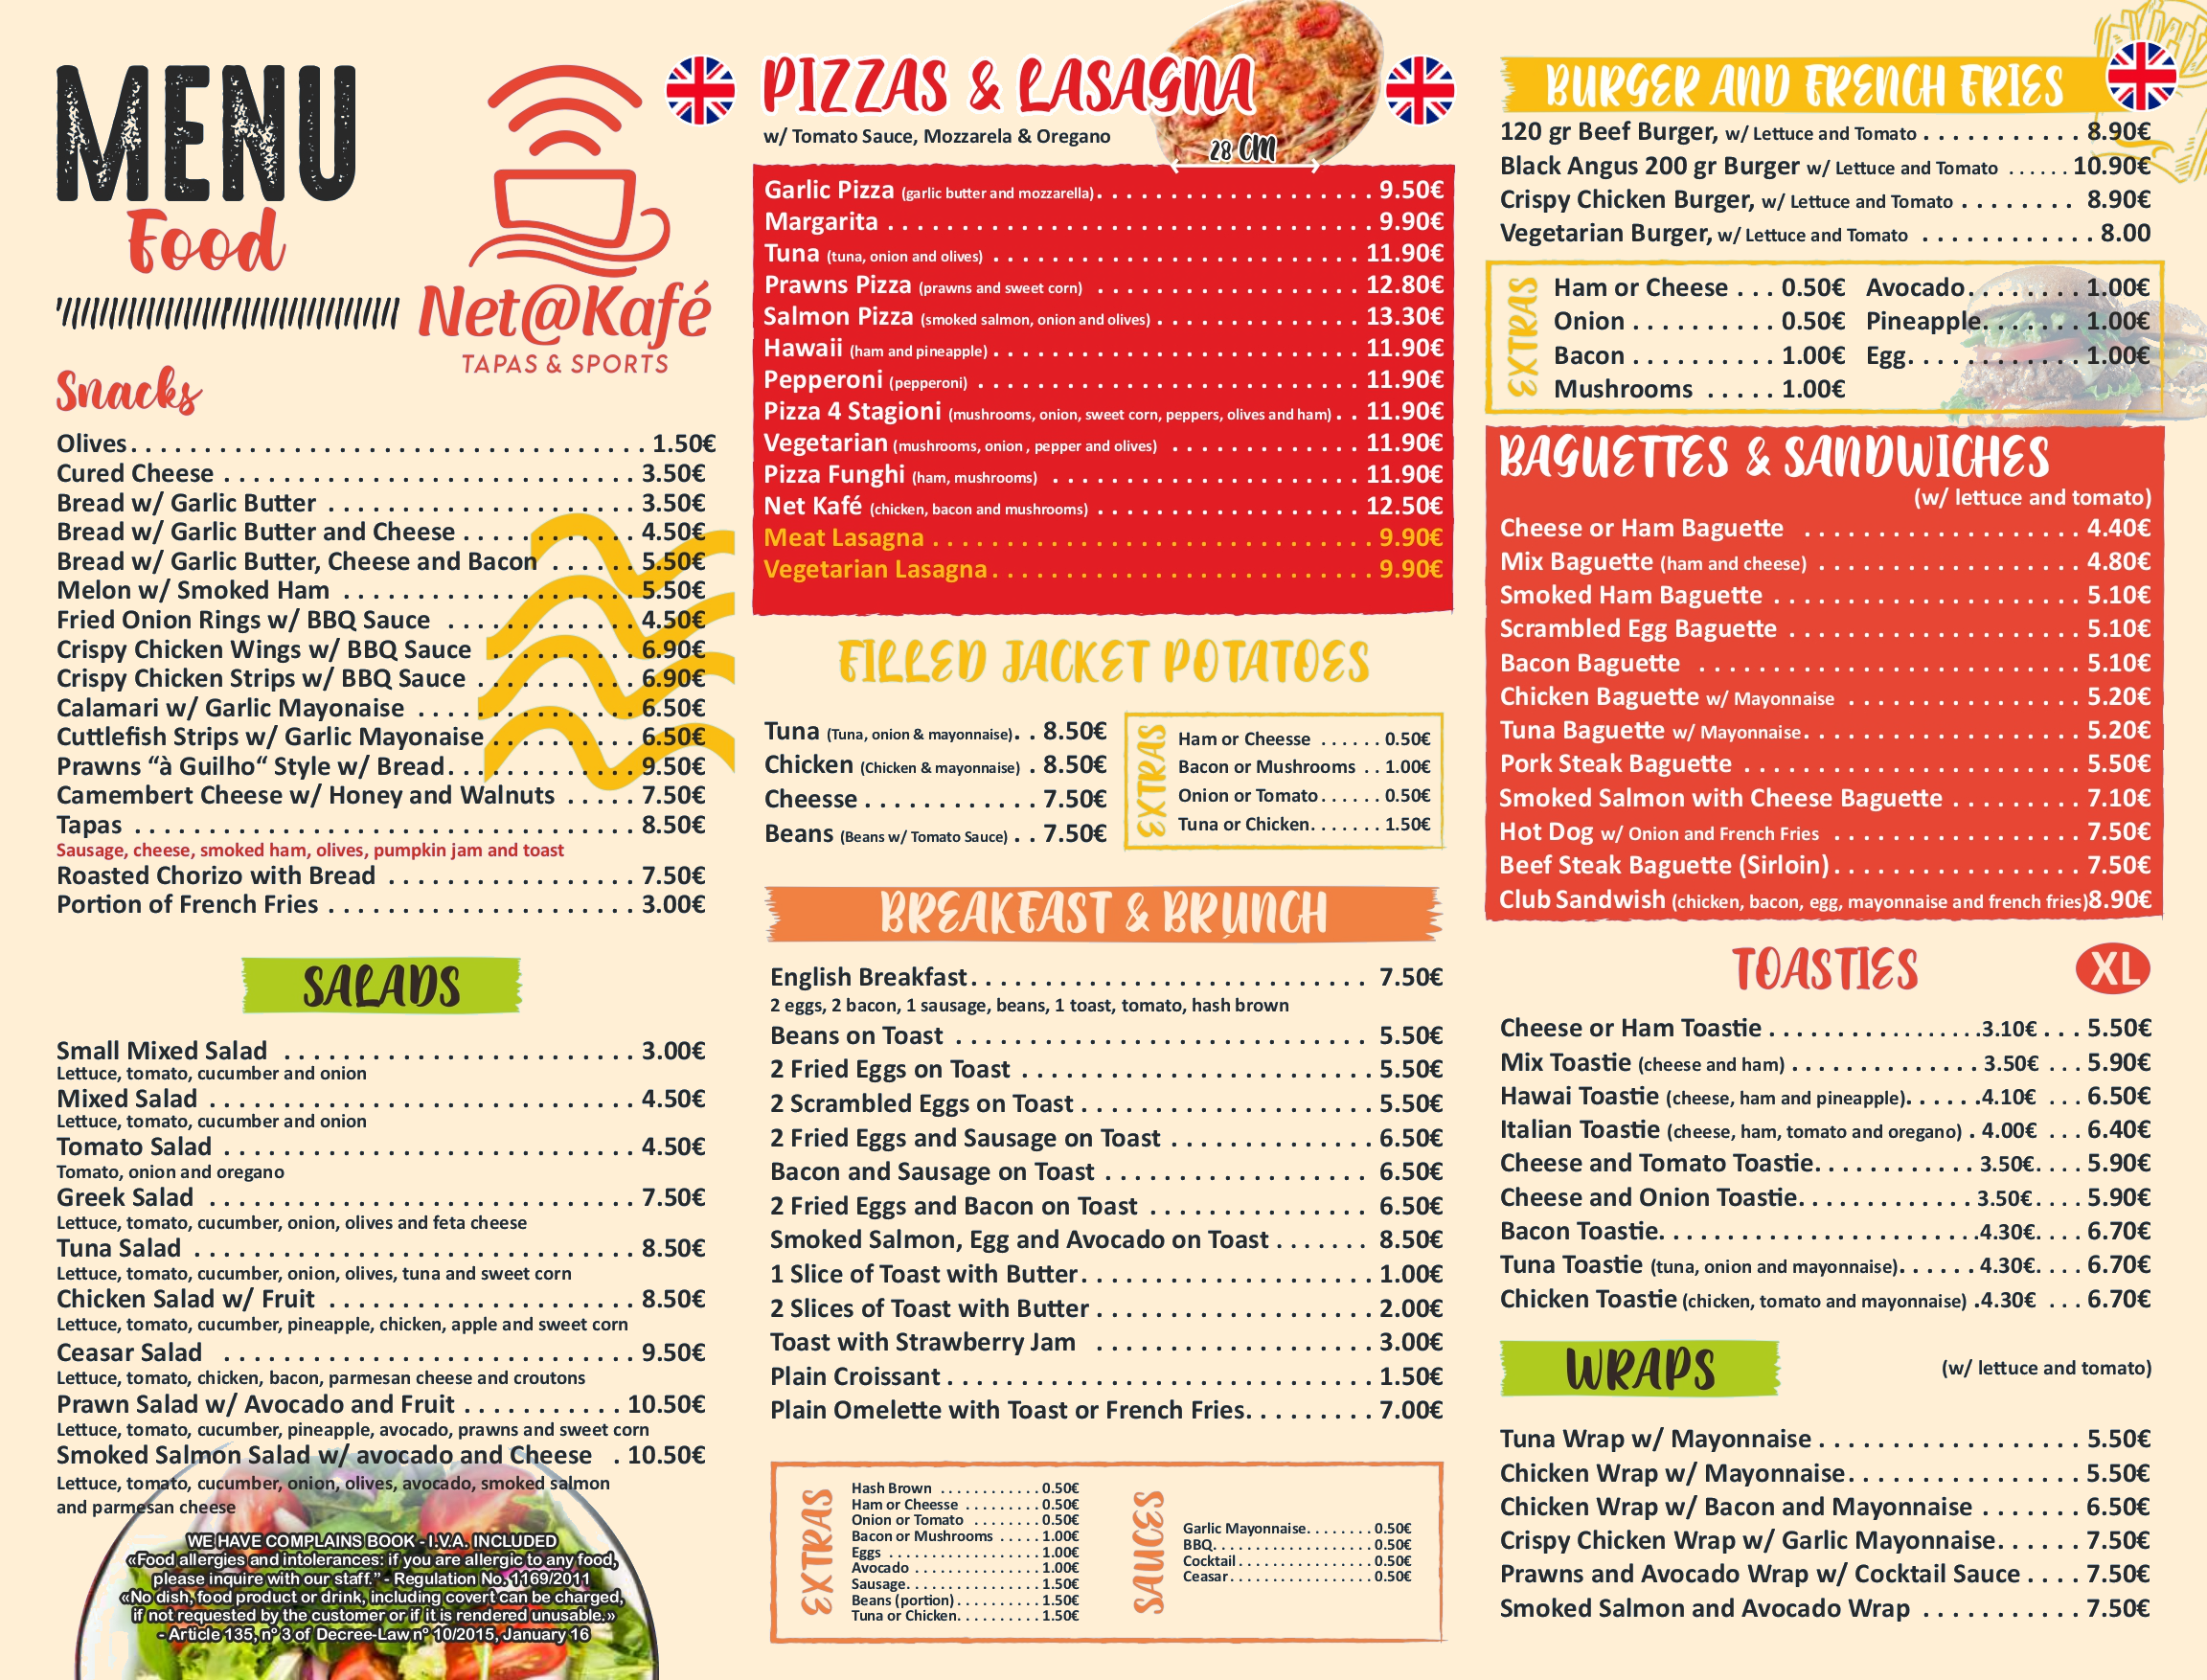 MENU
Food
Net@Kafé
TAPAS & SPORTS
Snacks
Olives. . . . . . . . . . . . . . . . . . . . . . . . . . . . . . . . . . . 1.50€
Cured Cheese . . . . . . . . . . . . . . . . . . . . . . . . . . . . 3.50€
Bread w/ Garlic Butter . . . . . . . . . . . . . . . . . . . . . 3.50€
Bread w/ Garlic Butter and Cheese . . . . . . . . . . . . 4.50€
Bread w/ Garlic Butter, Cheese and Bacon . . . . . . 5.50€
Melon w/ Smoked Ham . . . . . . . . . . . . . . . . . . . . 5.50€
Fried Onion Rings w/ BBQ Sauce . . . . . . . . . . . . . 4.50€
Crispy Chicken Wings w/ BBQ Sauce . . . . . . . . . . 6.90€
Crispy Chicken Strips w/ BBQ Sauce . . . . . . . . . . . 6.90€
Calamari w/ Garlic Mayonaise . . . . . . . . . . . . . . . 6.50€
Cuttlefish Strips w/ Garlic Mayonaise . . . . . . . . . . 6.50€
Prawns “à Guilho“ Style w/ Bread. . . . . . . . . . . . . 9.50€
Camembert Cheese w/ Honey and Walnuts . . . . . 7.50€
Tapas . . . . . . . . . . . . . . . . . . . . . . . . . . . . . . . . . . 8.50€
Sausage, cheese, smoked ham, olives, pumpkin jam and toast
Roasted Chorizo with Bread . . . . . . . . . . . . . . . . . 7.50€
Portion of French Fries . . . . . . . . . . . . . . . . . . . . . 3.00€
SALADS
Small Mixed Salad . . . . . . . . . . . . . . . . . . . . . . . . 3.00€
Lettuce, tomato, cucumber and onion
Mixed Salad . . . . . . . . . . . . . . . . . . . . . . . . . . . . . 4.50€
Lettuce, tomato, cucumber and onion
Tomato Salad . . . . . . . . . . . . . . . . . . . . . . . . . . . . 4.50€
Tomato, onion and oregano
Greek Salad . . . . . . . . . . . . . . . . . . . . . . . . . . . . . 7.50€
Lettuce, tomato, cucumber, onion, olives and feta cheese
Tuna Salad . . . . . . . . . . . . . . . . . . . . . . . . . . . . . . 8.50€
Lettuce, tomato, cucumber, onion, olives, tuna and sweet corn
Chicken Salad w/ Fruit . . . . . . . . . . . . . . . . . . . . . 8.50€
Lettuce, tomato, cucumber, pineapple, chicken, apple and sweet corn
Ceasar Salad . . . . . . . . . . . . . . . . . . . . . . . . . . . . 9.50€
Lettuce, tomato, chicken, bacon, parmesan cheese and croutons
Prawn Salad w/ Avocado and Fruit . . . . . . . . . . . 10.50€
Lettuce, tomato, cucumber, pineapple, avocado, prawns and sweet corn
Smoked Salmon Salad w/ avocado and Cheese . 10.50€
Lettuce, tomato, cucumber, onion, olives, avocado, smoked salmon
and parmesan cheese
WE HAVE COMPLAINS BOOK - I.V.A. INCLUDED
«Food allergies and intolerances: if you are allergic to any food,
please inquire with our staff.” - Regulation No. 1169/2011
«No dish, food product or drink, including covert can be charged,
if not requested by the customer or if it is rendered unusable.»
- Article 135, nº 3 of Decree-Law nº 10/2015, January 16
PIZZAS & LASAGNA
w/ Tomato Sauce, Mozzarela & Oregano
28 CM
Garlic Pizza (garlic butter and mozzarella). . . . . . . . . . . . . . . . . . . 9.50€
Margarita . . . . . . . . . . . . . . . . . . . . . . . . . . . . . . . . . 9.90€
Tuna (tuna, onion and olives) . . . . . . . . . . . . . . . . . . . . . . . . . 11.90€
Prawns Pizza (prawns and sweet corn) . . . . . . . . . . . . . . . . . . 12.80€
Salmon Pizza (smoked salmon, onion and olives) . . . . . . . . . . . . . . 13.30€
Hawaii (ham and pineapple) . . . . . . . . . . . . . . . . . . . . . . . . . 11.90€
Pepperoni (pepperoni) . . . . . . . . . . . . . . . . . . . . . . . . . . 11.90€
Pizza 4 Stagioni (mushrooms, onion, sweet corn, peppers, olives and ham) . . 11.90€
Vegetarian (mushrooms, onion , pepper and olives) . . . . . . . . . . . . . 11.90€
Pizza Funghi (ham, mushrooms) . . . . . . . . . . . . . . . . . . . . . 11.90€
Net Kafé (chicken, bacon and mushrooms) . . . . . . . . . . . . . . . . . . 12.50€
Meat Lasagna . . . . . . . . . . . . . . . . . . . . . . . . . . . . . . 9.90€
Vegetarian Lasagna. . . . . . . . . . . . . . . . . . . . . . . . . . 9.90€
FILLED JACKET POTATOES
Tuna (Tuna, onion & mayonnaise). . 8.50€
Chicken (Chicken & mayonnaise) . 8.50€
Cheesse . . . . . . . . . . . . 7.50€
Beans (Beans w/ Tomato Sauce) . . 7.50€
EXTRAS
Ham or Cheesse . . . . . . 0.50€
Bacon or Mushrooms . . 1.00€
Onion or Tomato . . . . . . 0.50€
Tuna or Chicken. . . . . . . 1.50€
BREAKFAST & BRUNCH
English Breakfast. . . . . . . . . . . . . . . . . . . . . . . . . . . 7.50€
2 eggs, 2 bacon, 1 sausage, beans, 1 toast, tomato, hash brown
Beans on Toast . . . . . . . . . . . . . . . . . . . . . . . . . . . . 5.50€
2 Fried Eggs on Toast . . . . . . . . . . . . . . . . . . . . . . . . 5.50€
2 Scrambled Eggs on Toast . . . . . . . . . . . . . . . . . . . . 5.50€
2 Fried Eggs and Sausage on Toast . . . . . . . . . . . . . . 6.50€
Bacon and Sausage on Toast . . . . . . . . . . . . . . . . . . 6.50€
2 Fried Eggs and Bacon on Toast . . . . . . . . . . . . . . . 6.50€
Smoked Salmon, Egg and Avocado on Toast . . . . . . . 8.50€
1 Slice of Toast with Butter. . . . . . . . . . . . . . . . . . . . 1.00€
2 Slices of Toast with Butter . . . . . . . . . . . . . . . . . . . 2.00€
Toast with Strawberry Jam . . . . . . . . . . . . . . . . . . . 3.00€
Plain Croissant . . . . . . . . . . . . . . . . . . . . . . . . . . . . . 1.50€
Plain Omelette with Toast or French Fries. . . . . . . . . 7.00€
EXTRAS
Hash Brown . . . . . . . . . . . 0.50€
Ham or Cheesse . . . . . . . . . 0.50€
Onion or Tomato . . . . . . . . 0.50€
Bacon or Mushrooms . . . . . 1.00€
Eggs . . . . . . . . . . . . . . . . . 1.00€
Avocado . . . . . . . . . . . . . . 1.00€
Sausage. . . . . . . . . . . . . . . 1.50€
Beans (portion) . . . . . . . . . . 1.50€
Tuna or Chicken. . . . . . . . . . 1.50€
SAUCES
Garlic Mayonnaise. . . . . . . . 0.50€
BBQ. . . . . . . . . . . . . . . . . . 0.50€
Cocktail . . . . . . . . . . . . . . . 0.50€
Ceasar. . . . . . . . . . . . . . . . 0.50€
BURGER AND FRENCH FRIES
120 gr Beef Burger, w/ Lettuce and Tomato . . . . . . . . . . . 8.90€
Black Angus 200 gr Burger w/ Lettuce and Tomato . . . . . . 10.90€
Crispy Chicken Burger, w/ Lettuce and Tomato . . . . . . . . 8.90€
Vegetarian Burger, w/ Lettuce and Tomato . . . . . . . . . . . . 8.00
EXTRAS
Ham or Cheese . . . 0.50€ Avocado. . . . . . . . 1.00€
Onion . . . . . . . . . . 0.50€ Pineapple. . . . . . . 1.00€
Bacon . . . . . . . . . . 1.00€ Egg. . . . . . . . . . . . 1.00€
Mushrooms . . . . . 1.00€
BAGUETTES & SANDWICHES
(w/ lettuce and tomato)
Cheese or Ham Baguette . . . . . . . . . . . . . . . . . . . 4.40€
Mix Baguette (ham and cheese) . . . . . . . . . . . . . . . . . . 4.80€
Smoked Ham Baguette . . . . . . . . . . . . . . . . . . . . . 5.10€
Scrambled Egg Baguette . . . . . . . . . . . . . . . . . . . . 5.10€
Bacon Baguette . . . . . . . . . . . . . . . . . . . . . . . . . . 5.10€
Chicken Baguette w/ Mayonnaise . . . . . . . . . . . . . . . . 5.20€
Tuna Baguette w/ Mayonnaise. . . . . . . . . . . . . . . . . . . 5.20€
Pork Steak Baguette . . . . . . . . . . . . . . . . . . . . . . . 5.50€
Smoked Salmon with Cheese Baguette . . . . . . . . . 7.10€
Hot Dog w/ Onion and French Fries . . . . . . . . . . . . . . . . . 7.50€
Beef Steak Baguette (Sirloin) . . . . . . . . . . . . . . . . . 7.50€
Club Sandwish (chicken, bacon, egg, mayonnaise and french fries)8.90€
TOASTIES
XL
Cheese or Ham Toastie . . . . . . . . . . . . . . . .3.10€ . . . 5.50€
Mix Toastie (cheese and ham) . . . . . . . . . . . . . . 3.50€ . . . 5.90€
Hawai Toastie (cheese, ham and pineapple). . . . . .4.10€ . . . 6.50€
Italian Toastie (cheese, ham, tomato and oregano) . 4.00€ . . . 6.40€
Cheese and Tomato Toastie. . . . . . . . . . . . 3.50€. . . . 5.90€
Cheese and Onion Toastie. . . . . . . . . . . . . 3.50€ . . . . 5.90€
Bacon Toastie. . . . . . . . . . . . . . . . . . . . . . . .4.30€. . . . 6.70€
Tuna Toastie (tuna, onion and mayonnaise). . . . . . 4.30€. . . . 6.70€
Chicken Toastie (chicken, tomato and mayonnaise) .4.30€ . . . 6.70€
WRAPS
(w/ lettuce and tomato)
Tuna Wrap w/ Mayonnaise . . . . . . . . . . . . . . . . . . 5.50€
Chicken Wrap w/ Mayonnaise. . . . . . . . . . . . . . . . 5.50€
Chicken Wrap w/ Bacon and Mayonnaise . . . . . . . 6.50€
Crispy Chicken Wrap w/ Garlic Mayonnaise. . . . . . 7.50€
Prawns and Avocado Wrap w/ Cocktail Sauce . . . . 7.50€
Smoked Salmon and Avocado Wrap . . . . . . . . . . . 7.50€